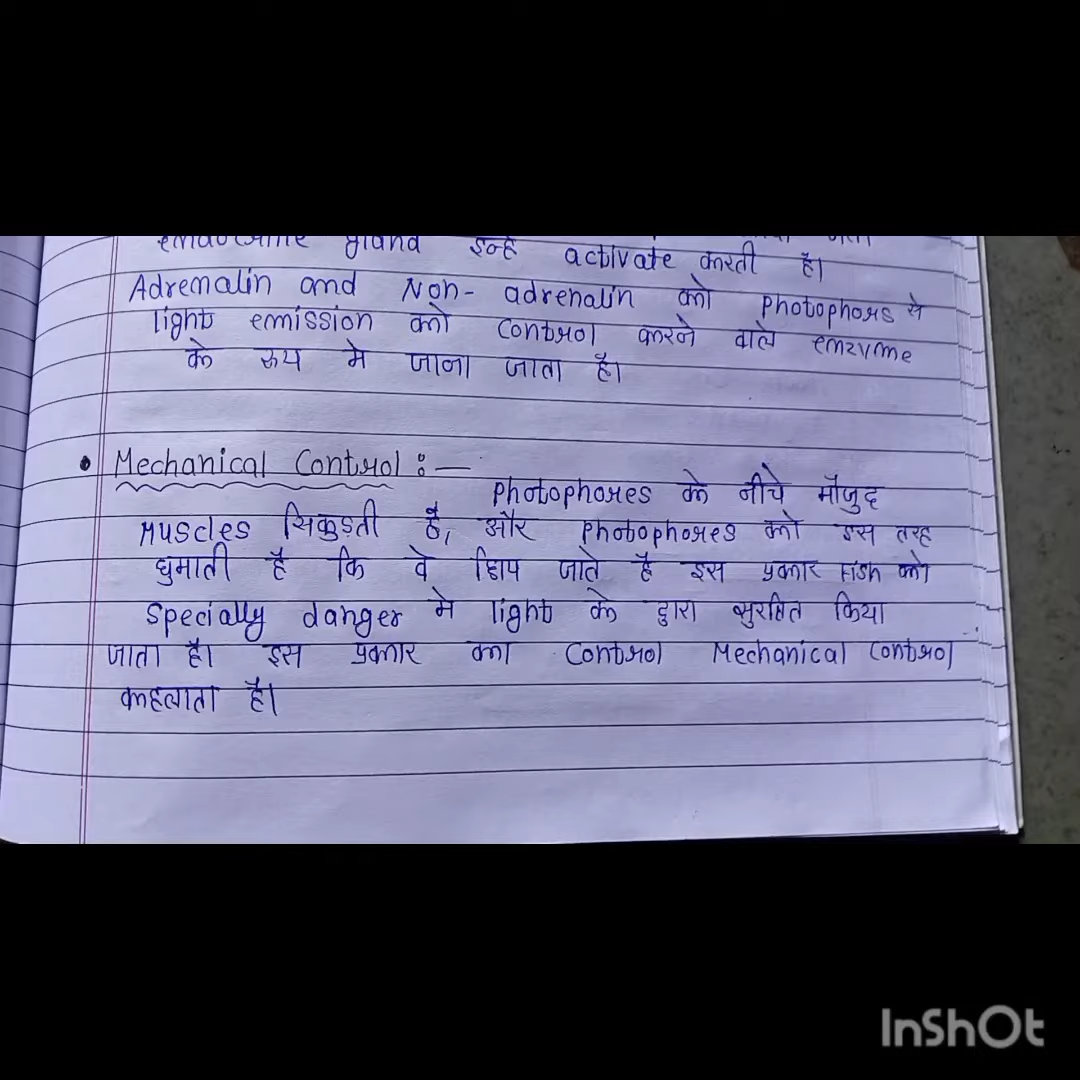 gland इन्हे activate करती है।
Adrenalin and Non- adrenalin को photophors से
light emission को control करने वाले enzyme
के रूप मे जाना जाता है।
• Mechanical Control :—
Photophores के नीचे मौजुद
Muscles सिकुड़ती है, और photophores को इस तरह
घुमाती है कि वे छिप जाते है इस प्रकार Fish को
specially danger मे light के द्वारा सुरक्षित किया
जाता है। इस प्रकार का control Mechanical control
कहलाता है।
InShOt